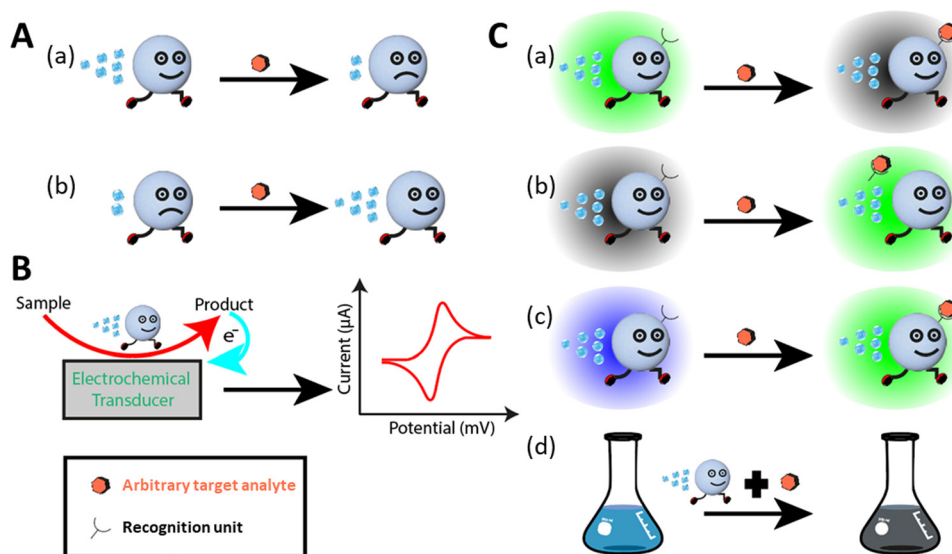 A
(a)
(b)
B
Sample
Product
e⁻
Electrochemical
Transducer
Current (μA)
Potential (mV)
Arbitrary target analyte
Recognition unit
C
(a)
(b)
(c)
(d)